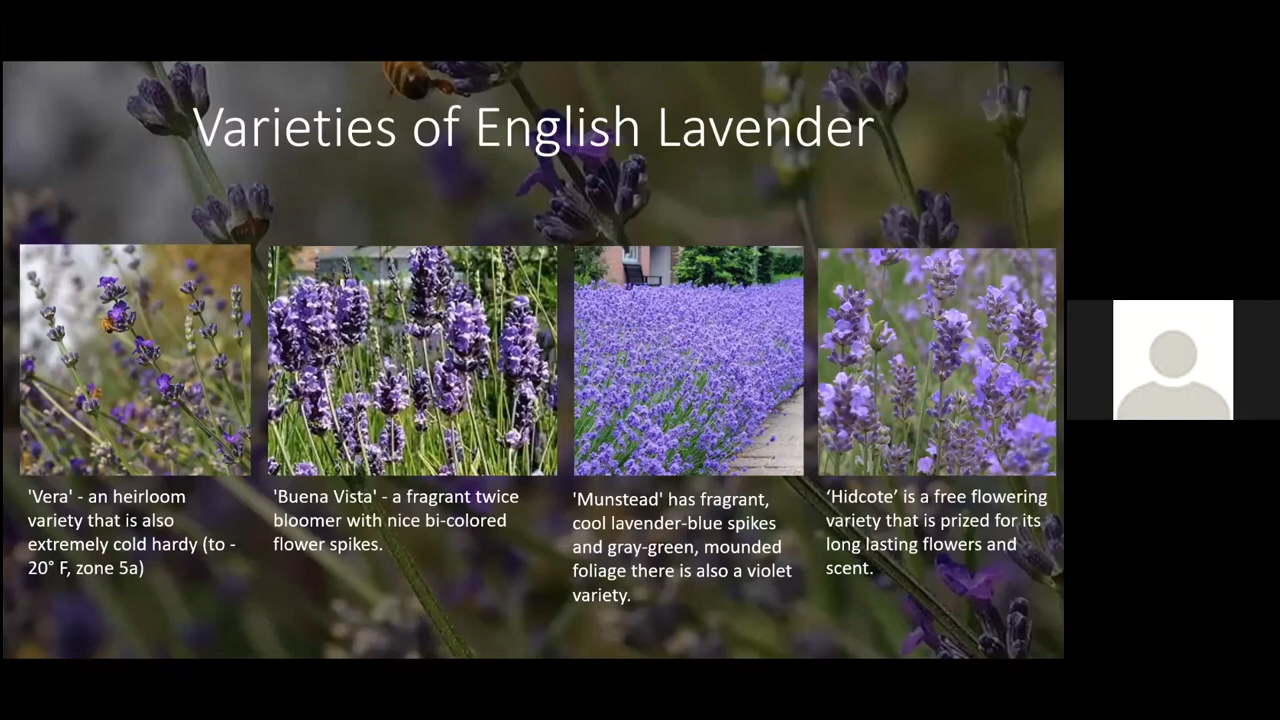 Varieties of English Lavender
'Vera' - an heirloom
variety that is also
extremely cold hardy (to -
20° F, zone 5a)
'Buena Vista' - a fragrant twice
bloomer with nice bi-colored
flower spikes.
'Munstead' has fragrant,
cool lavender-blue spikes
and gray-green, mounded
foliage there is also a violet
variety.
‘Hidcote’ is a free flowering
variety that is prized for its
long lasting flowers and
scent.